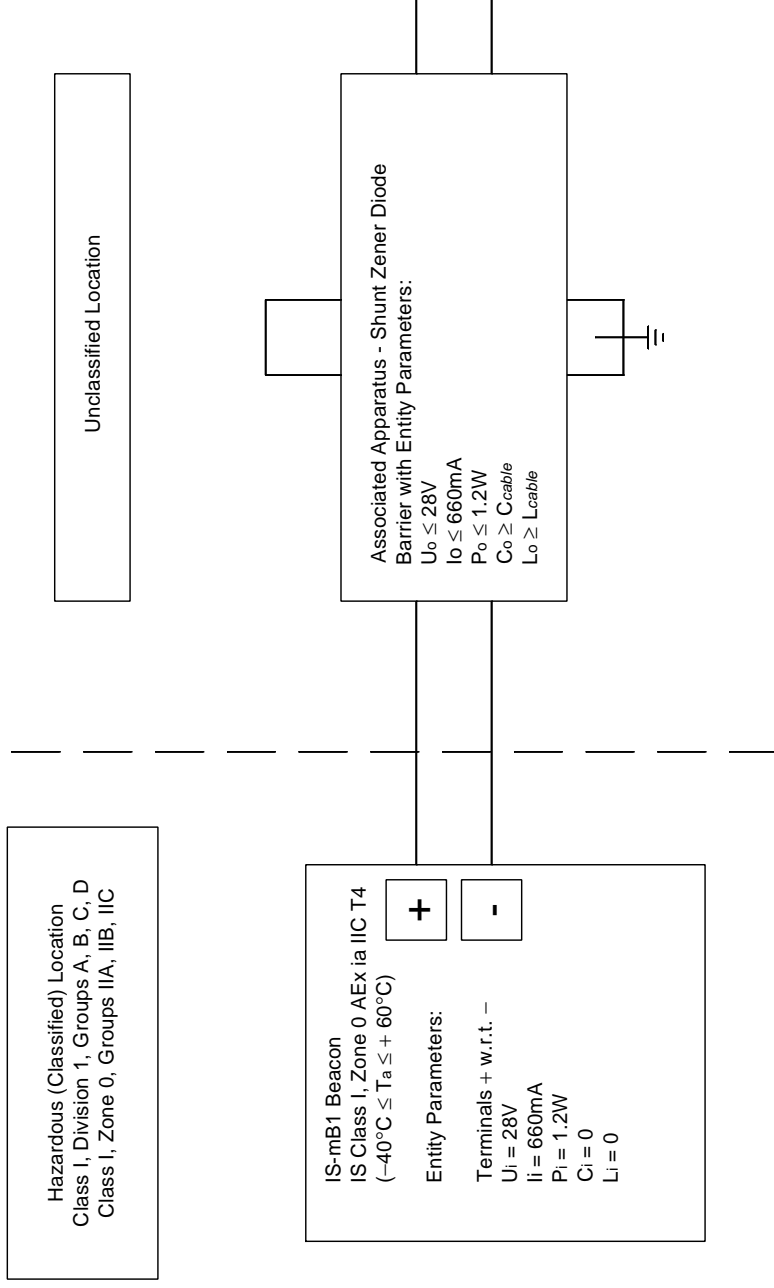 Hazardous (Classified) Location
Class I, Division 1, Groups A, B, C, D
Class I, Zone 0, Groups IIA, IIB, IIC
Unclassified Location
IS-mB1 Beacon
IS Class I, Zone 0 AEx ia IIC T4
(−40°C ≤ Ta ≤ + 60°C)
Entity Parameters:
Terminals + w.r.t. −
Ui = 28V
Ii = 660mA
Pi = 1.2W
Ci = 0
Li = 0
+
-
Associated Apparatus - Shunt Zener Diode
Barrier with Entity Parameters:
Uo ≤ 28V
Io ≤ 660mA
Po ≤ 1.2W
Co ≥ Ccable
Lo ≥ Lcable